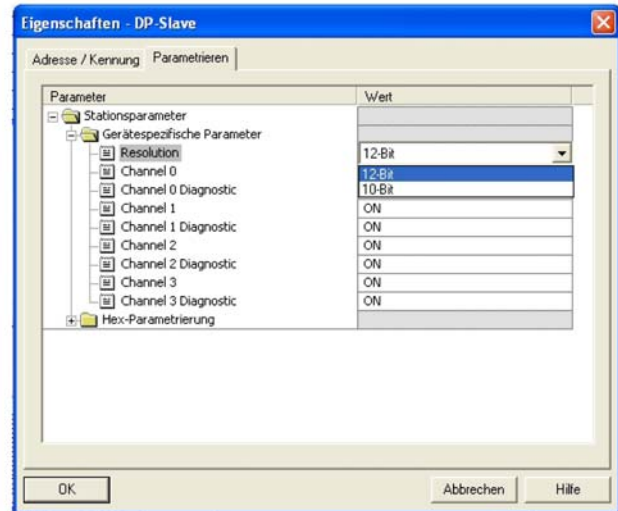 Eigenschaften - DP-Slave
Adresse / Kennung Parametrieren
Parameter Wert
Stationsparameter
Gerätespezifische Parameter
Resolution 12-Bit
Channel 0 12-Bit
Channel 0 Diagnostic 10-Bit
Channel 1 ON
Channel 1 Diagnostic ON
Channel 2 ON
Channel 2 Diagnostic ON
Channel 3 ON
Channel 3 Diagnostic ON
Hex-Parametrierung
OK Abbrechen Hilfe